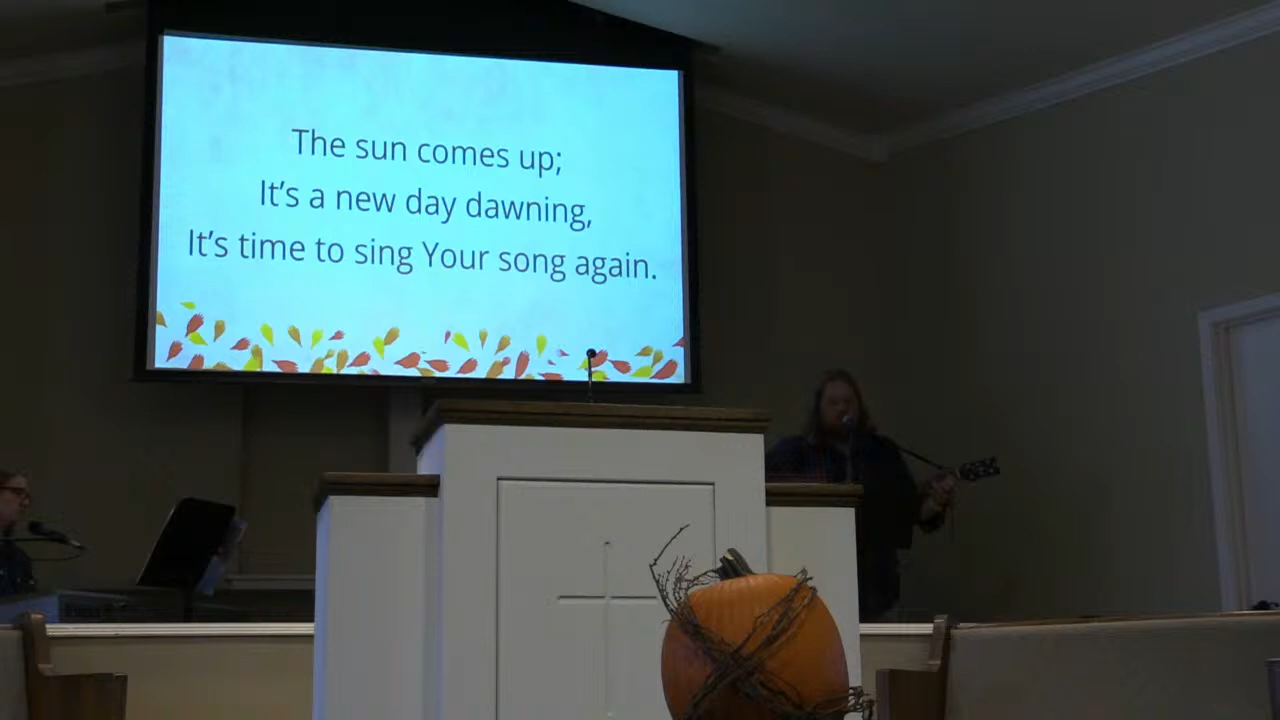 The sun comes up;
It's a new day dawning,
It's time to sing Your song again.